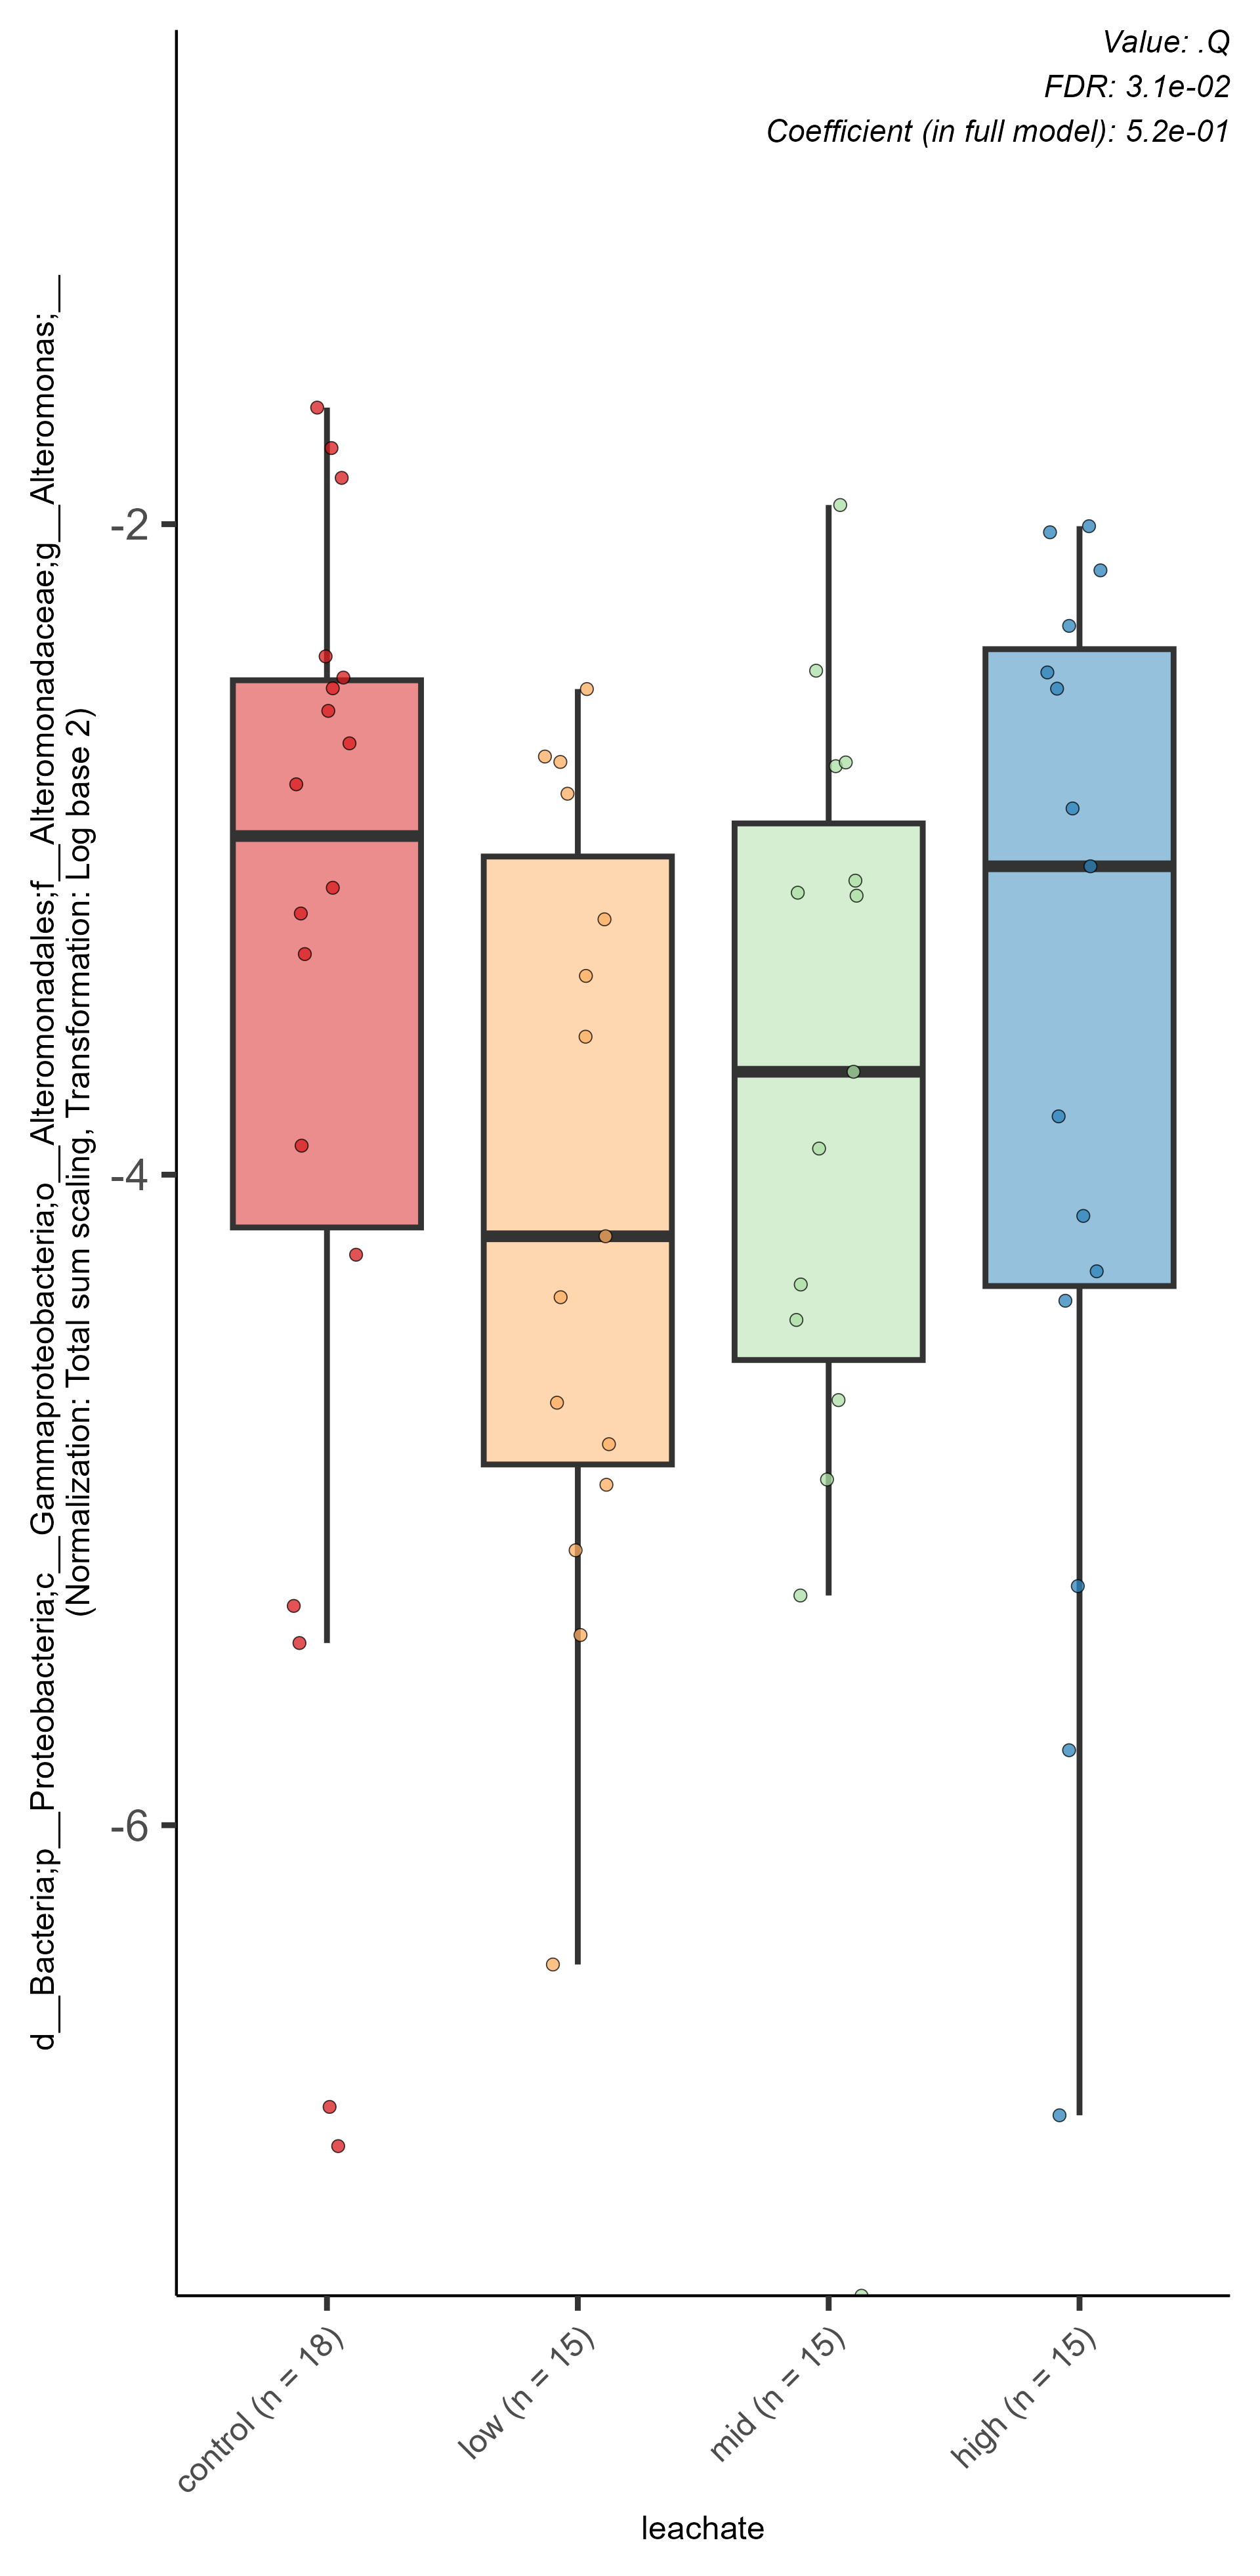 Value: .Q
FDR: 3.1e-02
Coefficient (in full model): 5.2e-01
d__Bacteria;p__Proteobacteria;c__Gammaproteobacteria;o__Alteromonadales;f__Alteromonadaceae;g__Alteromonas;__
(Normalization: Total sum scaling, Transformation: Log base 2)
-2
-4
-6
control (n = 18)
low (n = 15)
mid (n = 15)
high (n = 15)
leachate